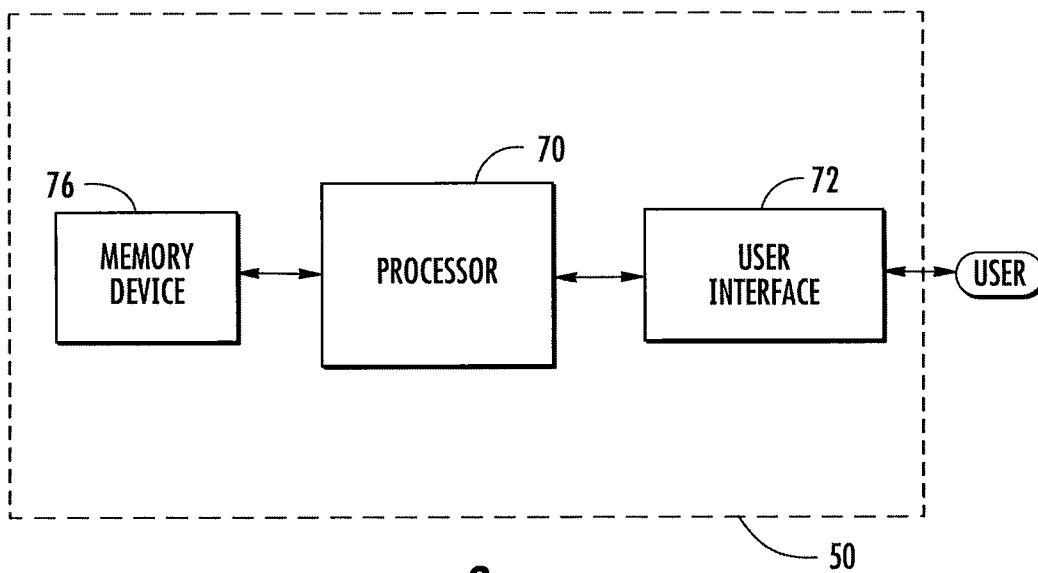 70
76
72
MEMORY
DEVICE
PROCESSOR
USER
INTERFACE
USER
50